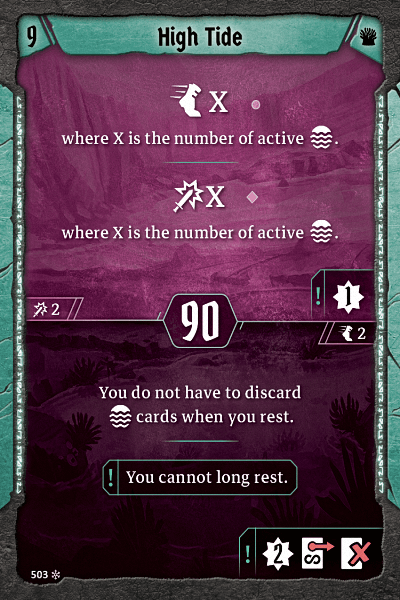 9 High Tide
X
where X is the number of active .
X
where X is the number of active .
! 1
2
90
2
You do not have to discard
cards when you rest.
! You cannot long rest.
! 2
503